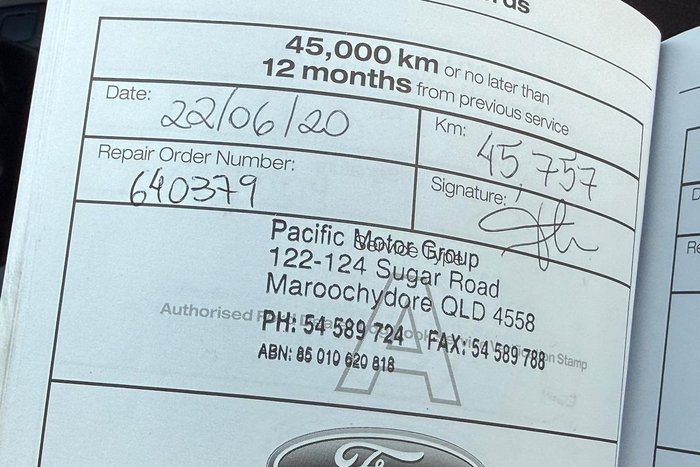 45,000 km or no later than
12 months from previous service
Date: 22/06/20
Km: 45,757
Repair Order Number: 640379
Signature:
Service Type
Pacific Motor Group
122-124 Sugar Road
Maroochydore QLD 4558
A
Authorised
PH: 54 589 724 FAX: 54 589 788
Stamp
ABN: 85 010 620 818